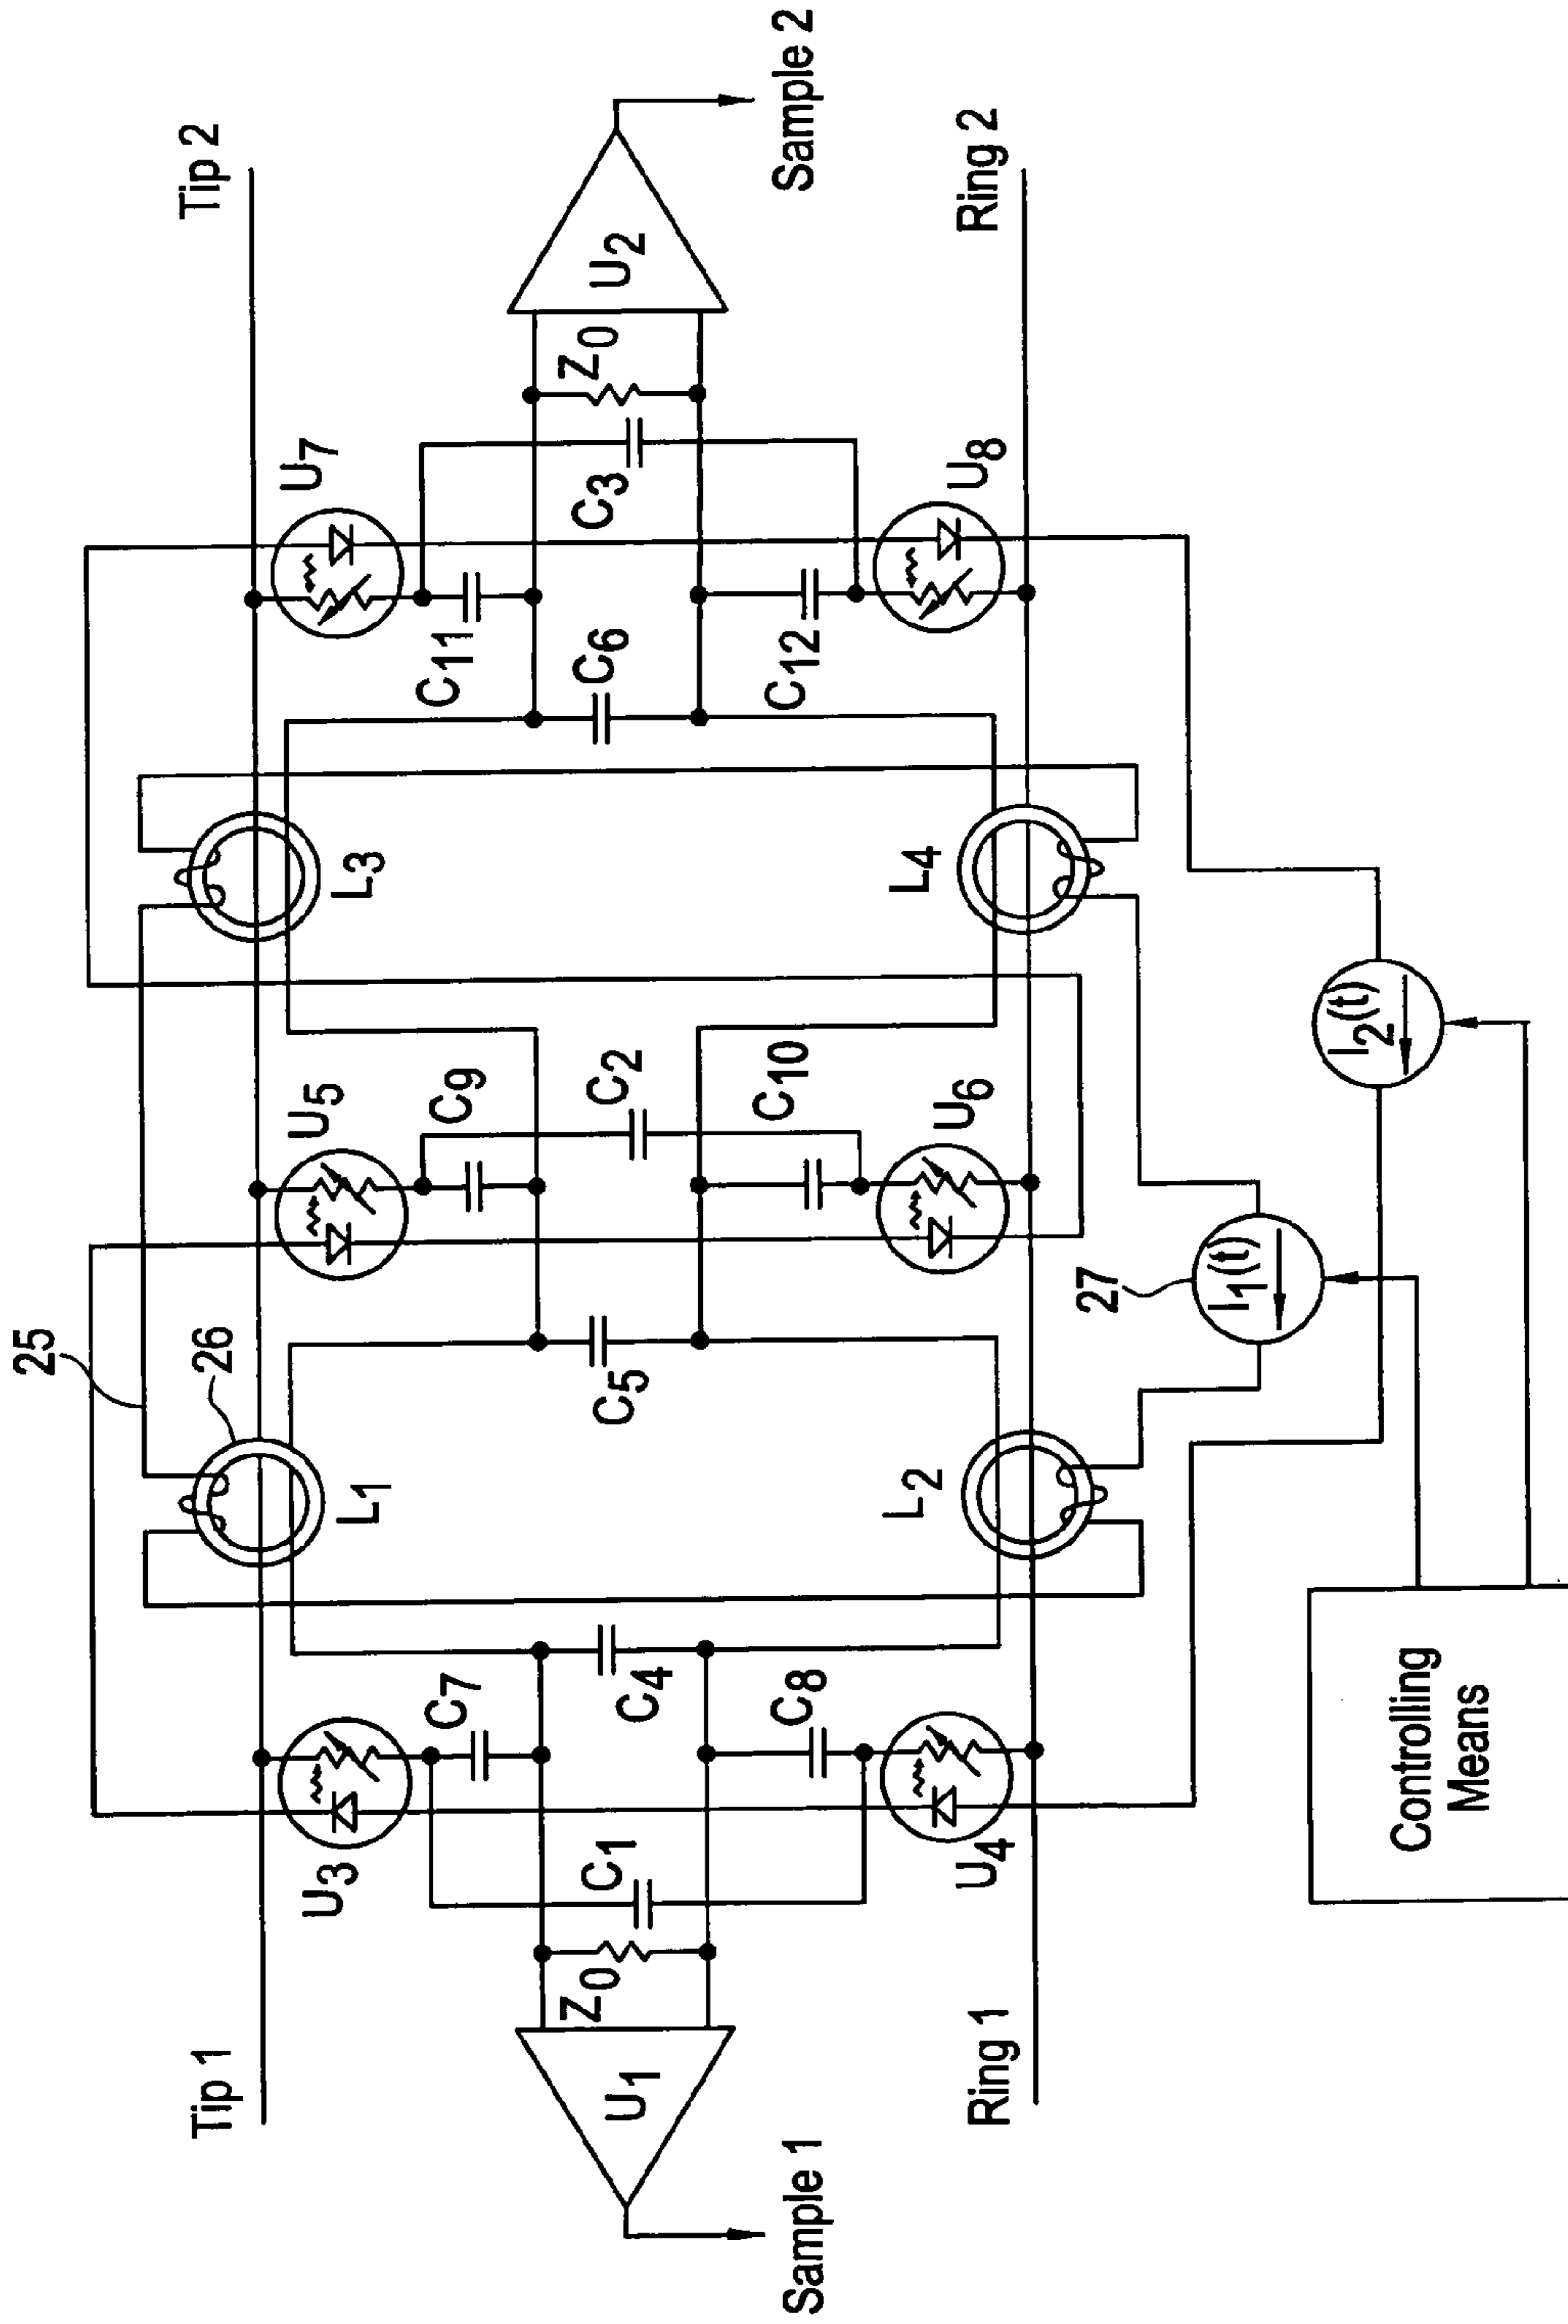 Tip 1
Tip 2
25
26
U3
U5
U7
L1
L3
C7
C9
C11
Sample 1
U1
Z0
C1
C4
C5
C2
C6
C3
Z0
U2
Sample 2
C8
C10
C12
U4
L2
U6
L4
U8
Ring 1
Ring 2
27
I1(t)
I2(t)
Controlling
Means